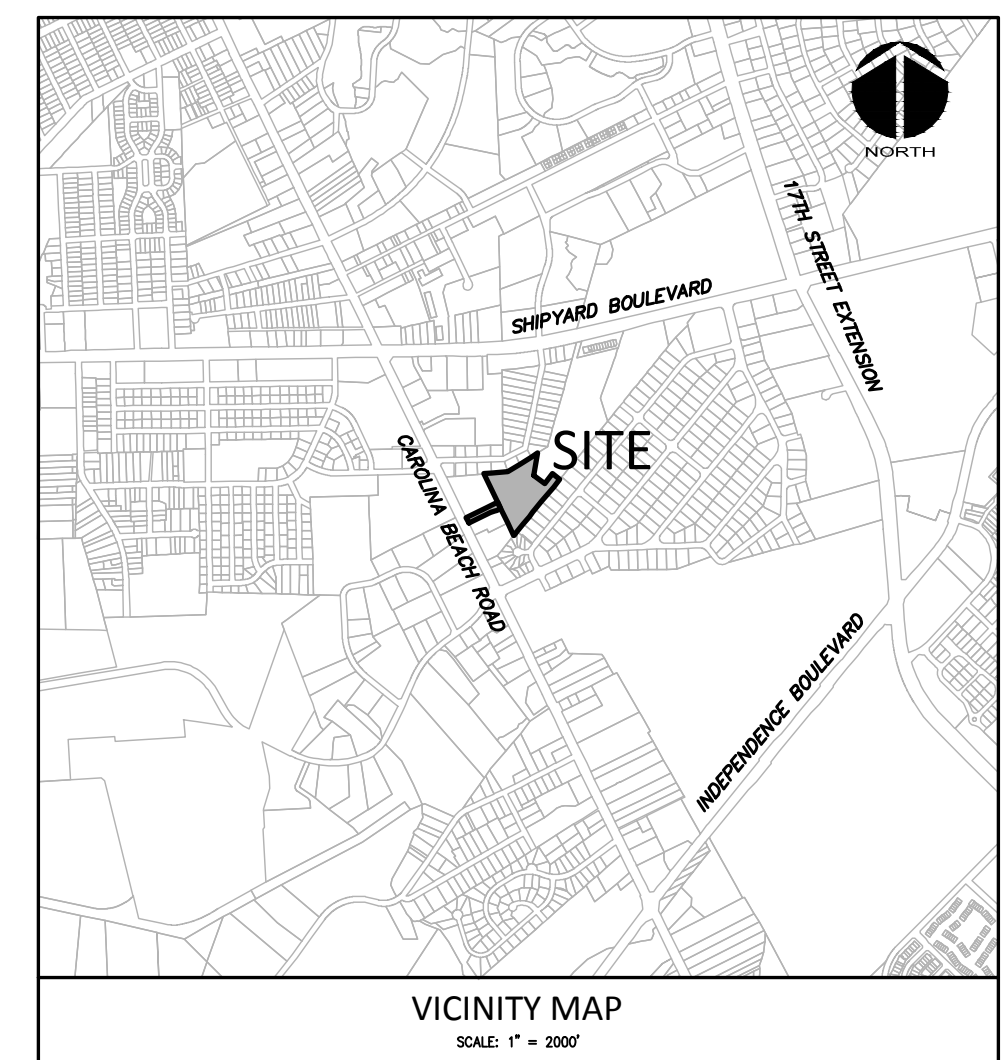 NORTH
17TH STREET EXTENSION
SHIPYARD BOULEVARD
SITE
CAROLINA BEACH ROAD
INDEPENDENCE BOULEVARD
VICINITY MAP
SCALE: 1" = 2000'